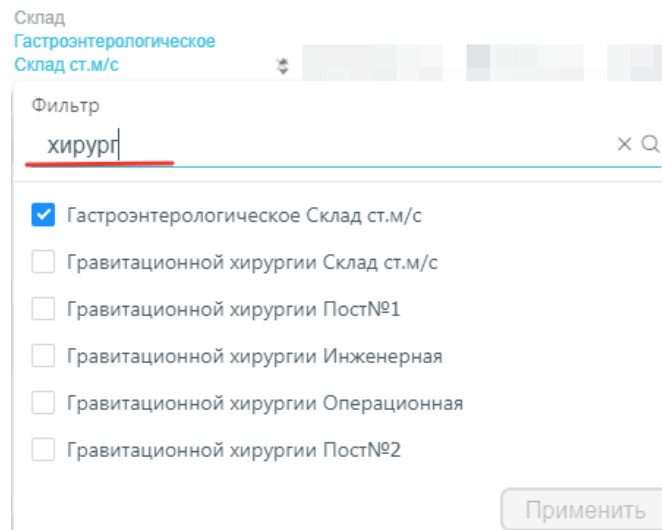 Склад
Гастроэнтерологическое
Склад ст.м/с
Фильтр
хирург
Гастроэнтерологическое Склад ст.м/с
Гравитационной хирургии Склад ст.м/с
Гравитационной хирургии Пост№1
Гравитационной хирургии Инженерная
Гравитационной хирургии Операционная
Гравитационной хирургии Пост№2
Применить